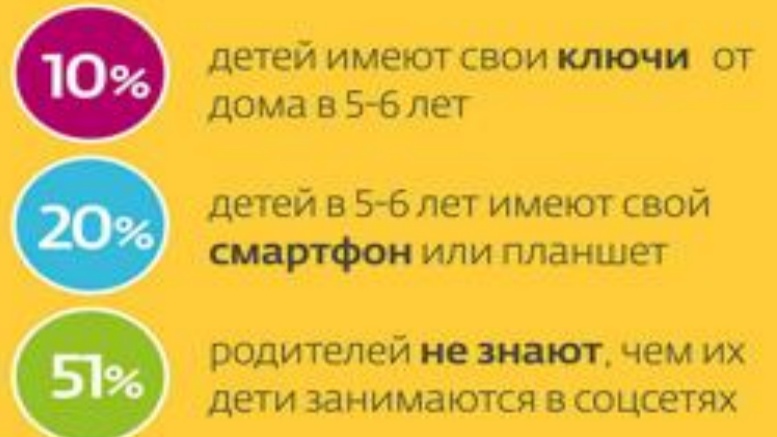 10%
детей имеют свои ключи от
дома в 5-6 лет
20%
детей в 5-6 лет имеют свой
смартфон или планшет
51%
родителей не знают, чем их
дети занимаются в соцсетях